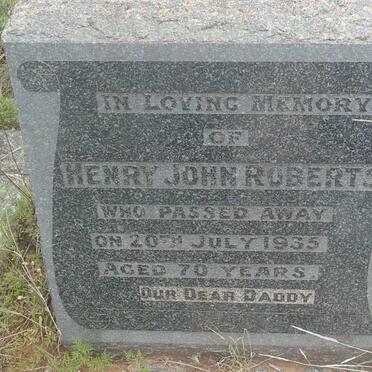 IN LOVING MEMORY
OF
HENRY JOHN ROBERTS
WHO PASSED AWAY
ON 20TH JULY 1935
AGED 70 YEARS.
OUR DEAR DADDY